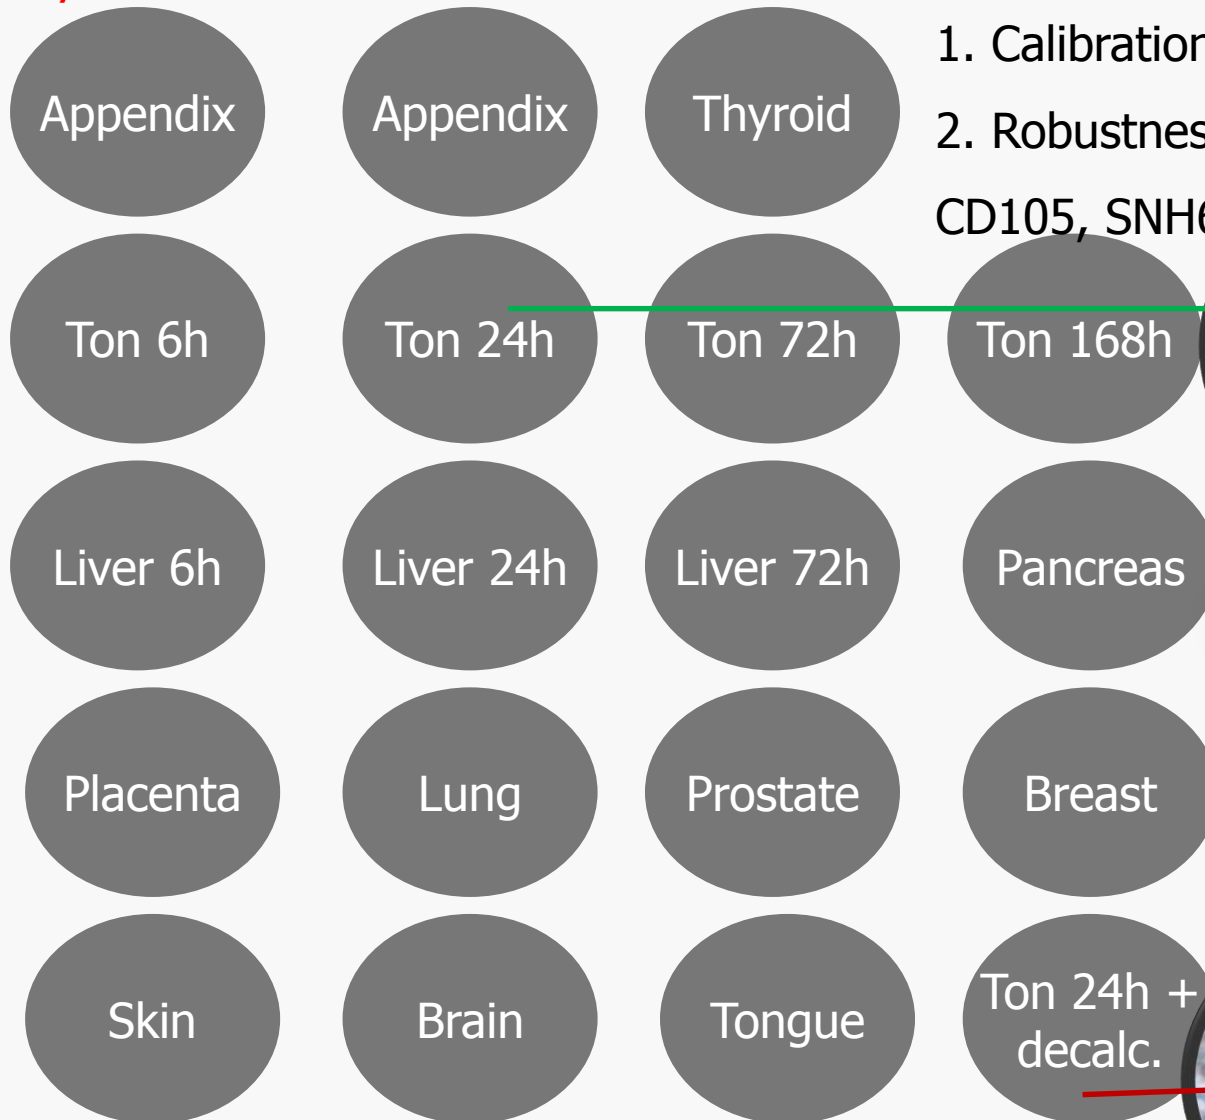 Appendix
Appendix
Thyroid
1. Calibration
2. Robustnes
CD105, SNH6
Ton 6h
Ton 24h
Ton 72h
Ton 168h
Liver 6h
Liver 24h
Liver 72h
Pancreas
Placenta
Lung
Prostate
Breast
Skin
Brain
Tongue
Ton 24h +
decalc.